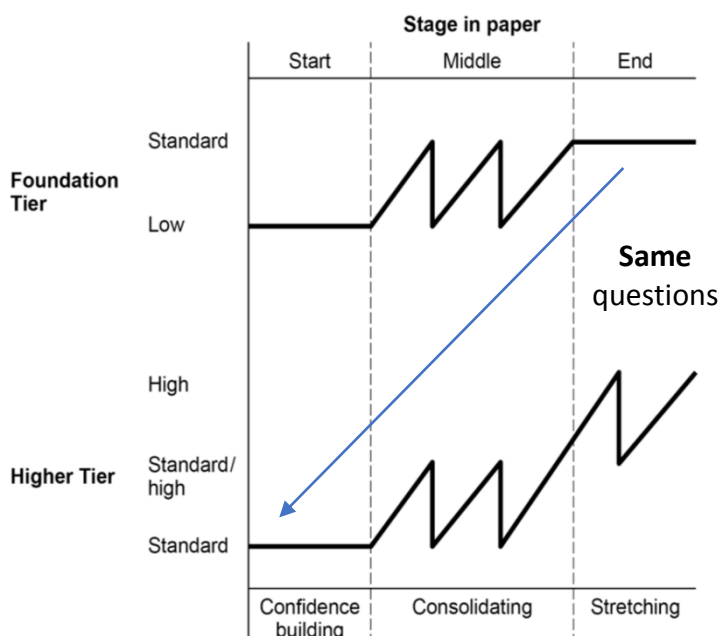 Stage in paper
Start Middle End
Standard
Foundation
Tier
Low
Same
questions
High
Higher Tier
Standard/
high
Standard
Confidence
building
Consolidating
Stretching